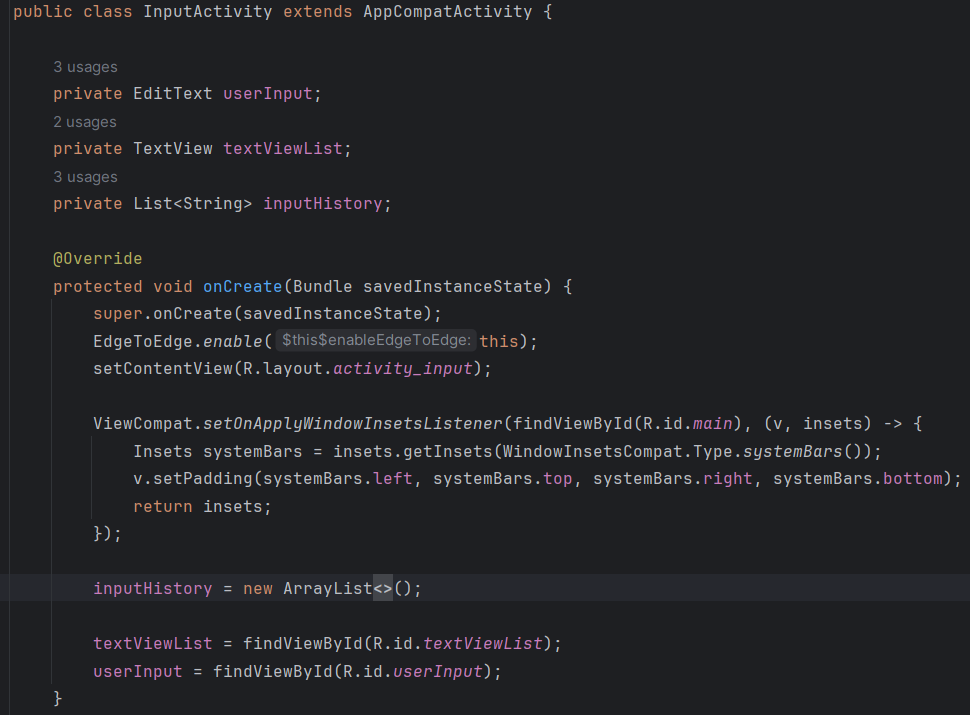 public class InputActivity extends AppCompatActivity {
3 usages
private EditText userInput;
2 usages
private TextView textViewList;
3 usages
private List<String> inputHistory;
@Override
protected void onCreate(Bundle savedInstanceState) {
super.onCreate(savedInstanceState);
EdgeToEdge.enable( $this$enableEdgeToEdge: this);
setContentView(R.layout.activity_input);
ViewCompat.setOnApplyWindowInsetsListener(findViewById(R.id.main), (v, insets) -> {
Insets systemBars = insets.getInsets(WindowInsetsCompat.Type.systemBars());
v.setPadding(systemBars.left, systemBars.top, systemBars.right, systemBars.bottom);
return insets;
});
inputHistory = new ArrayList<>();
textViewList = findViewById(R.id.textViewList);
userInput = findViewById(R.id.userInput);
}